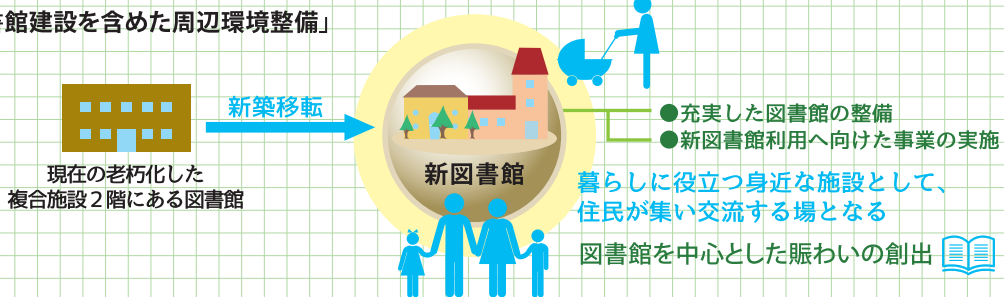 館建設を含めた周辺環境整備」
新築移転
現在の老朽化した
複合施設２階にある図書館
新図書館
●充実した図書館の整備
●新図書館利用へ向けた事業の実施
暮らしに役立つ身近な施設として、
住民が集い交流する場となる
図書館を中心とした賑わいの創出